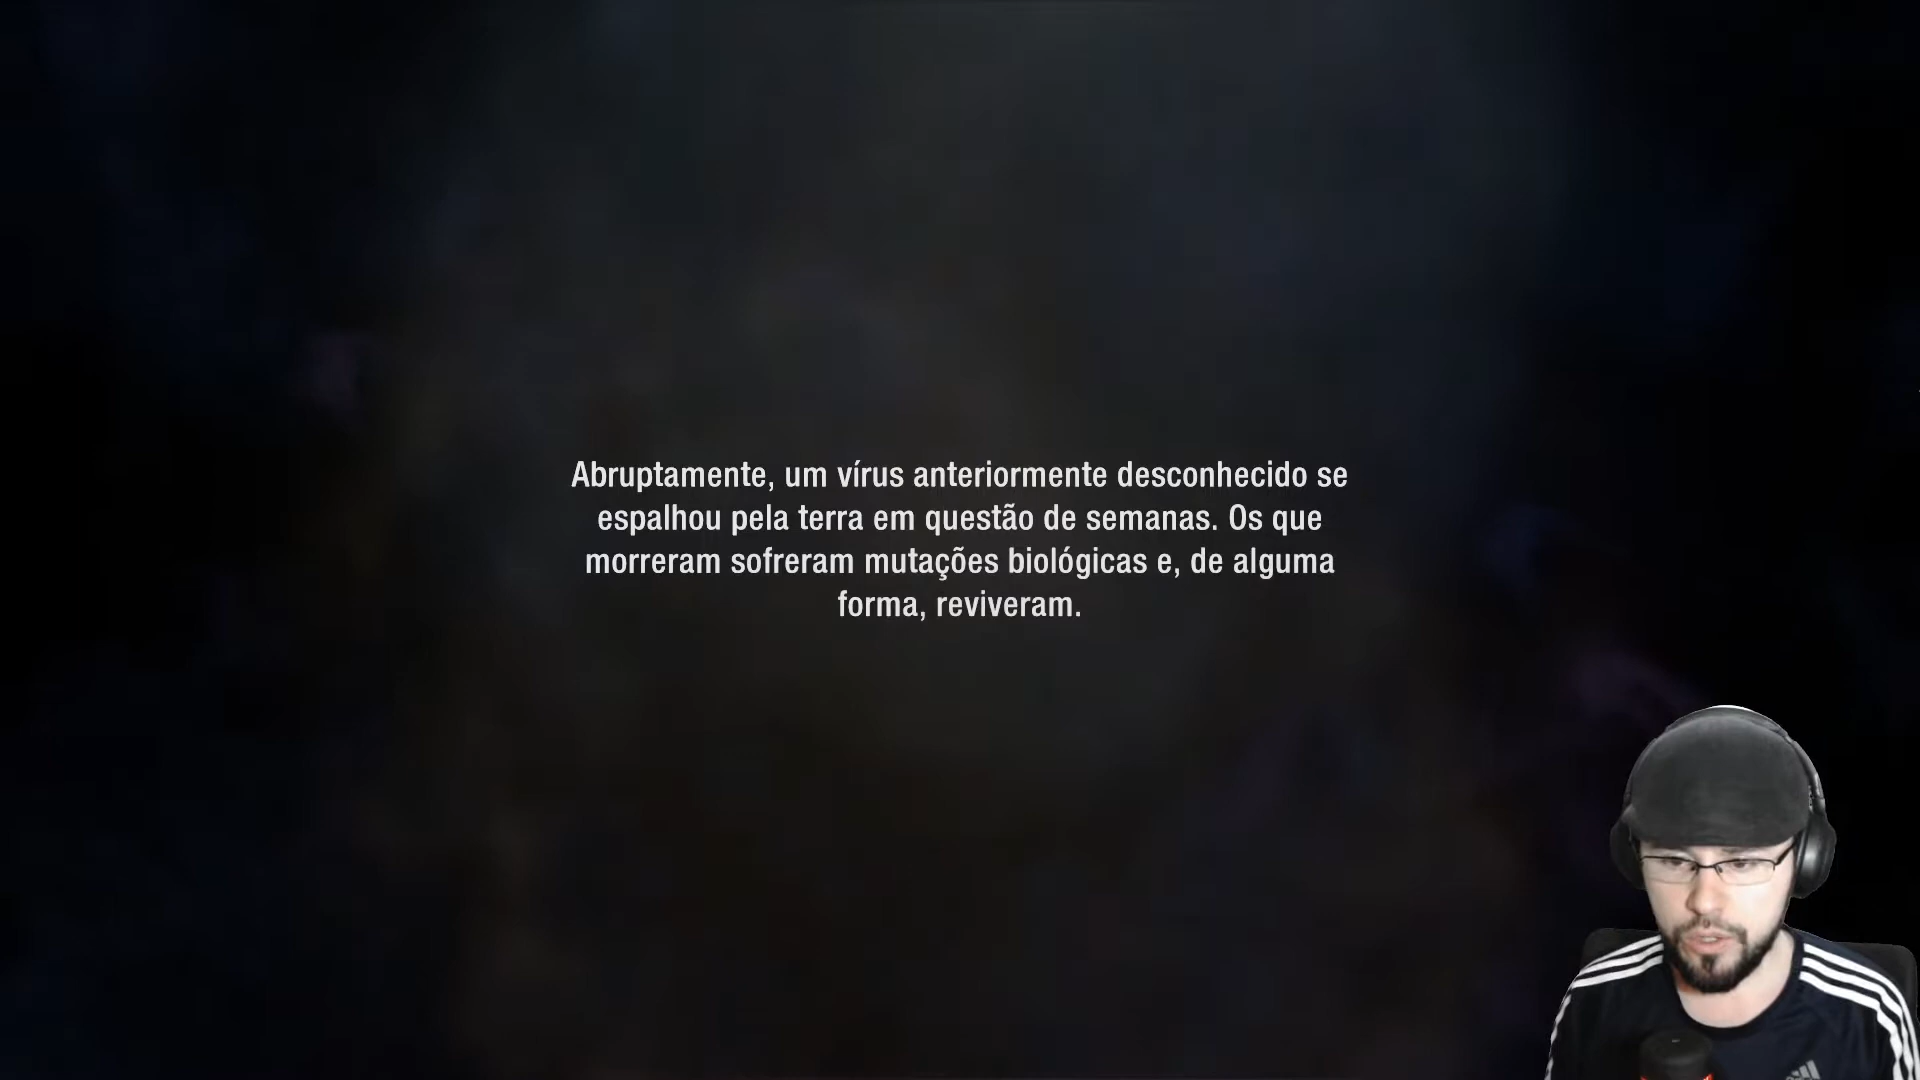 Abruptamente, um vírus anteriormente desconhecido se
espalhou pela terra em questão de semanas. Os que
morreram sofreram mutações biológicas e, de alguma
forma, reviveram.